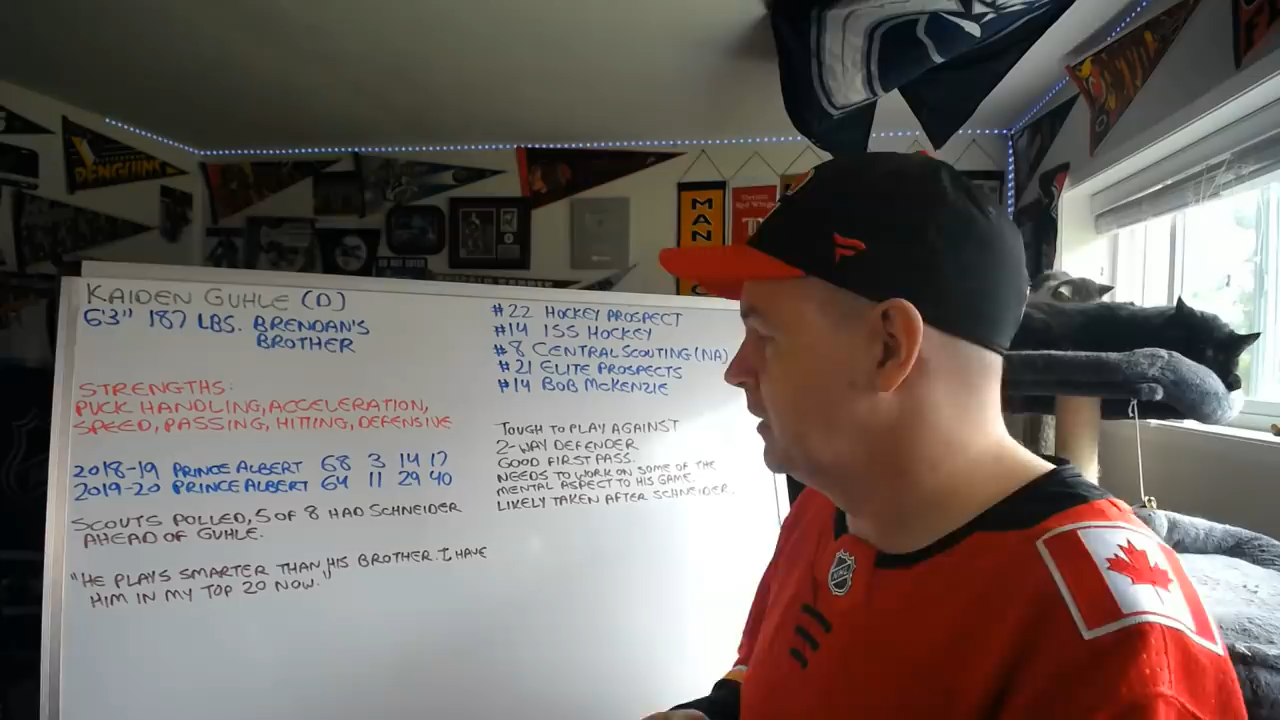 PENGUINS
MAN
KAIDEN GUHLE (D)
6'3" 187 LBS. BRENDAN'S
BROTHER
STRENGTHS:
PUCK HANDLING, ACCELERATION,
SPEED, PASSING, HITTING, DEFENSIVE
2018-19 PRINCE ALBERT 68 3 14 17
2019-20 PRINCE ALBERT 64 11 29 40
SCOUTS POLLED, 5 OF 8 HAD SCHNEIDER
AHEAD OF GUHLE.
"HE PLAYS SMARTER THAN HIS BROTHER. I HAVE
HIM IN MY TOP 20 NOW."
#22 HOCKEY PROSPECT
#14 ISS HOCKEY
#8 CENTRAL SCOUTING (NA)
#21 ELITE PROSPECTS
#14 BOB MCKENZIE
TOUGH TO PLAY AGAINST
2-WAY DEFENDER
GOOD FIRST PASS.
NEEDS TO WORK ON SOME OF THE
MENTAL ASPECT TO HIS GAME.
LIKELY TAKEN AFTER SCHNEIDER.
NHL